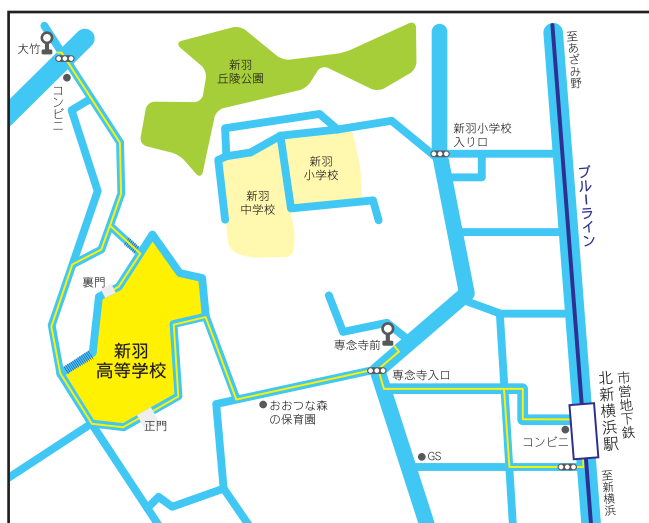 大竹
コンビニ
新羽
丘陵公園
新羽小学校
入り口
至あざみ野
ブルーライン
新羽
小学校
新羽
中学校
裏門
新羽
高等学校
正門
専念寺前
専念寺入口
おおつな森
の保育園
GS
コンビニ
市営地下鉄
北新横浜駅
至新横浜